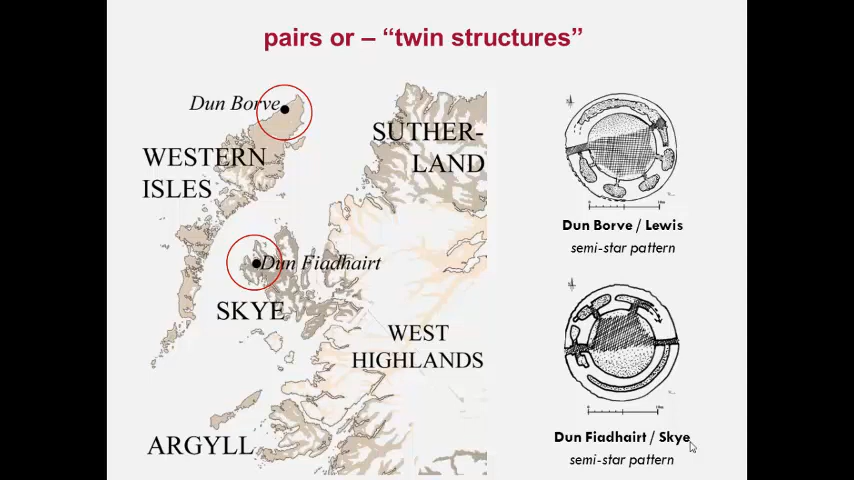 pairs or – “twin structures”
Dun Borve
SUTHER-
LAND
WESTERN
ISLES
Dun Fiadhairt
SKYE
WEST
HIGHLANDS
ARGYLL
Dun Borve / Lewis
semi-star pattern
Dun Fiadhairt / Skye
semi-star pattern